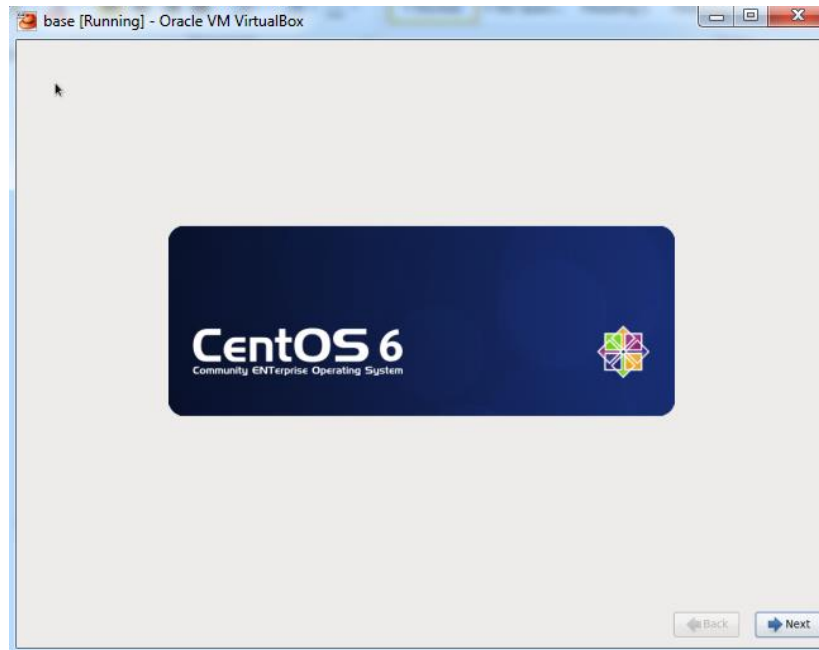 base [Running] - Oracle VM VirtualBox
CentOS 6
Community ENTerprise Operating System
Back
Next